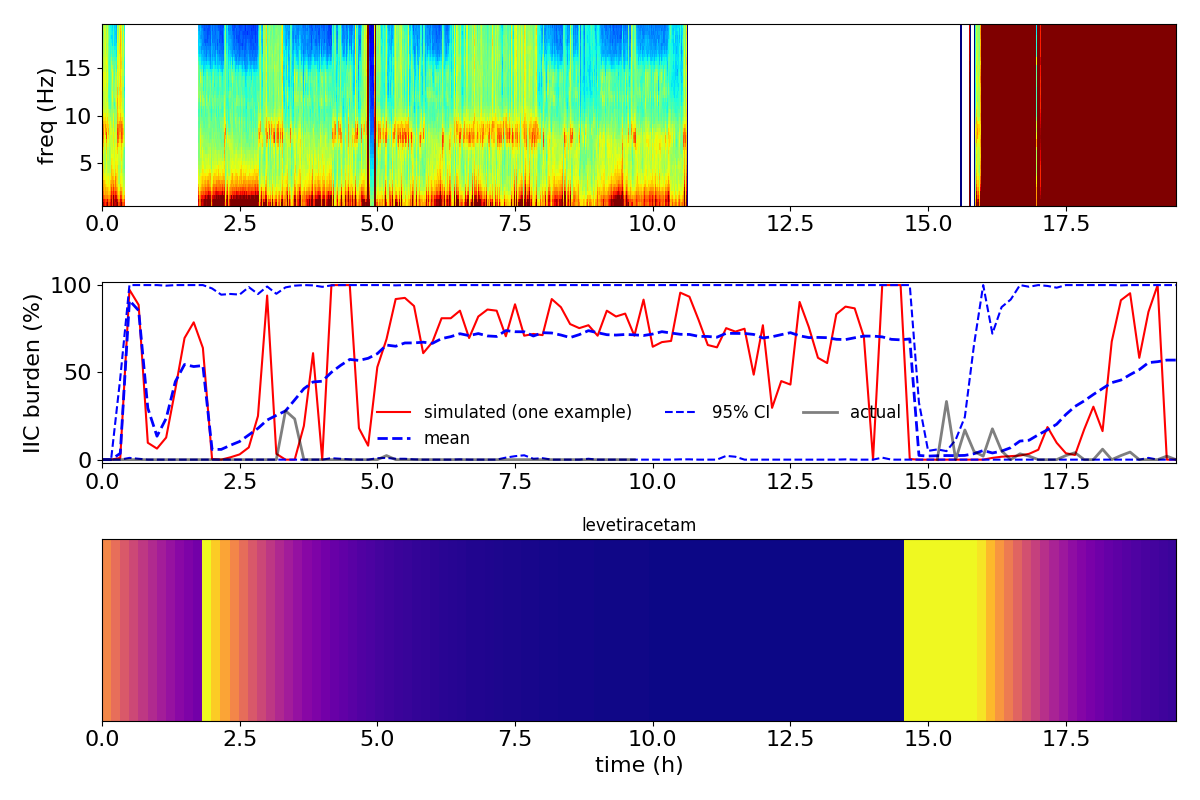 freq (Hz)
15
10
5
0.0 2.5 5.0 7.5 10.0 12.5 15.0 17.5
IIC burden (%)
100
50
0
simulated (one example) 95% CI actual
mean
0.0 2.5 5.0 7.5 10.0 12.5 15.0 17.5
levetiracetam
0.0 2.5 5.0 7.5 10.0 12.5 15.0 17.5
time (h)